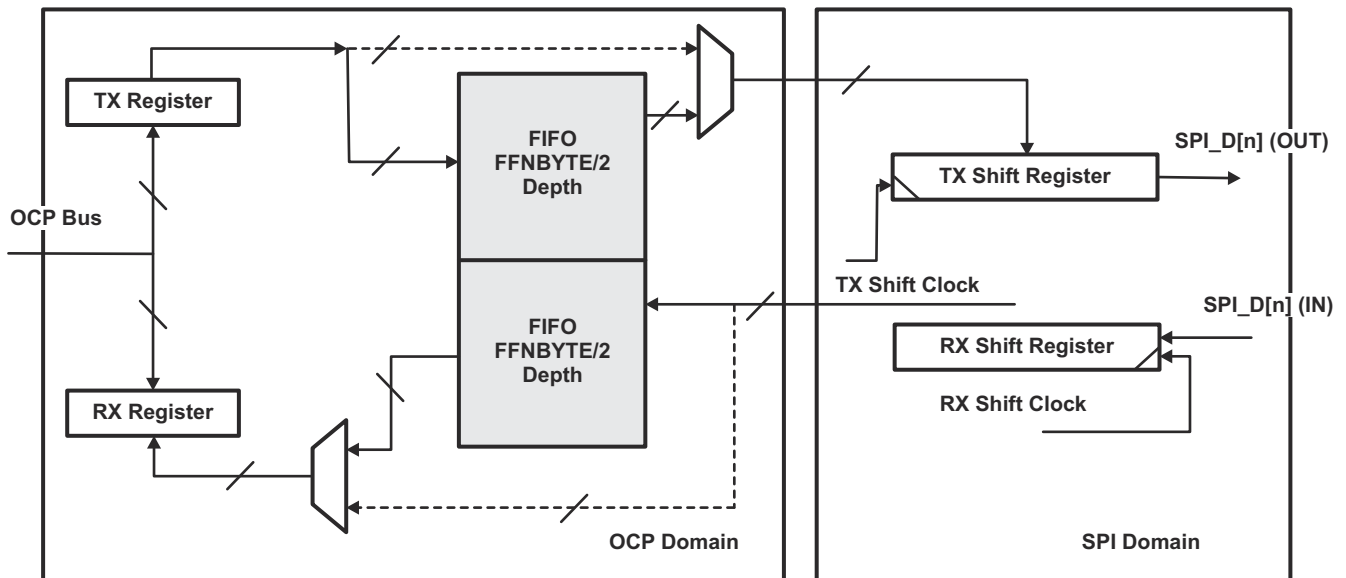 TX Register
FIFO
FFNBYTE/2
Depth
SPI_D[n] (OUT)
TX Shift Register
OCP Bus
TX Shift Clock
SPI_D[n] (IN)
FIFO
FFNBYTE/2
Depth
RX Shift Register
RX Register
RX Shift Clock
OCP Domain
SPI Domain